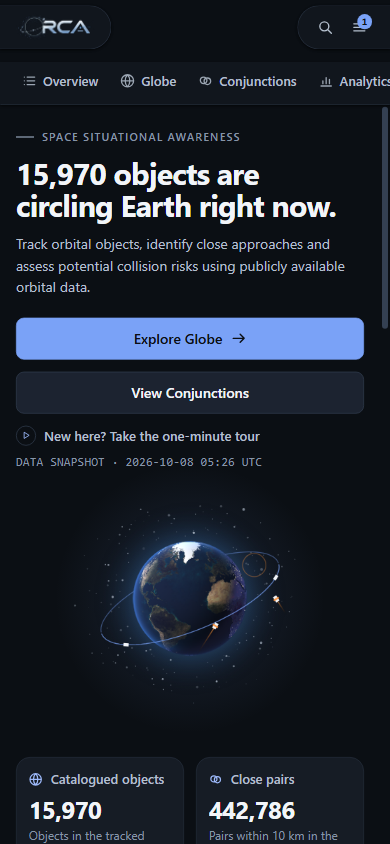 ORCA
1
Overview
Globe
Conjunctions
Analytics
SPACE SITUATIONAL AWARENESS
15,970 objects are
circling Earth right now.
Track orbital objects, identify close approaches and
assess potential collision risks using publicly available
orbital data.
Explore Globe
View Conjunctions
New here? Take the one-minute tour
DATA SNAPSHOT · 2026-10-08 05:26 UTC
Catalogued objects
15,970
Objects in the tracked
Close pairs
442,786
Pairs within 10 km in the